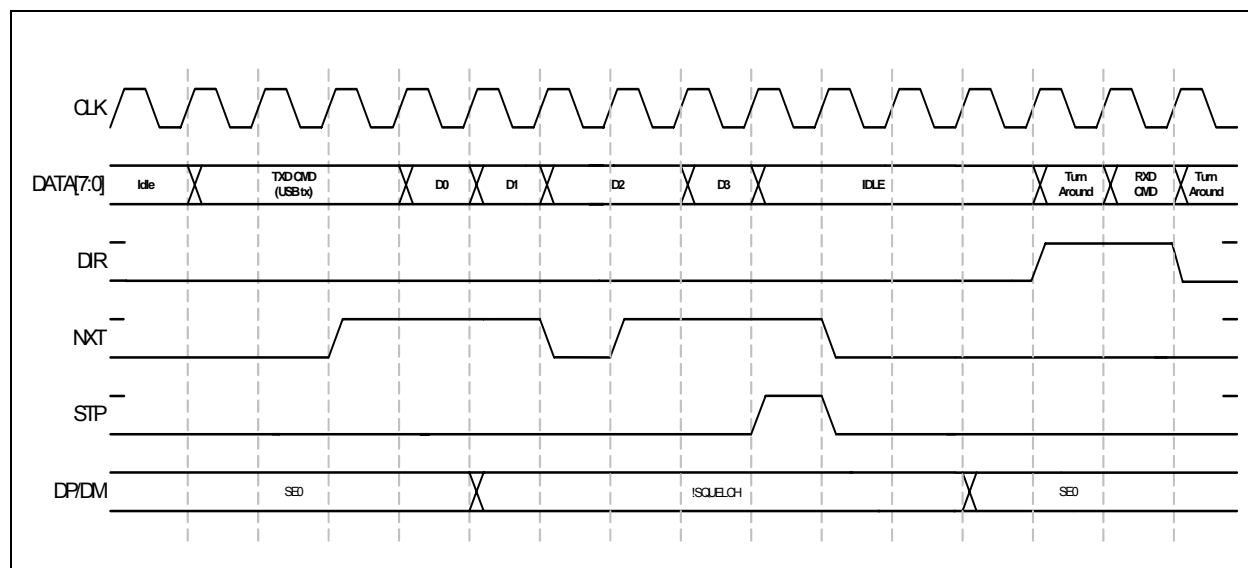 CLK
DATA[7:0]
Idle
TXD CMD
(USB tx)
D0
D1
D2
D3
IDLE
Turn
Around
RXD
CMD
Turn
Around
DIR
NXT
STP
DP/DM
SE0
!SQUELCH
SE0